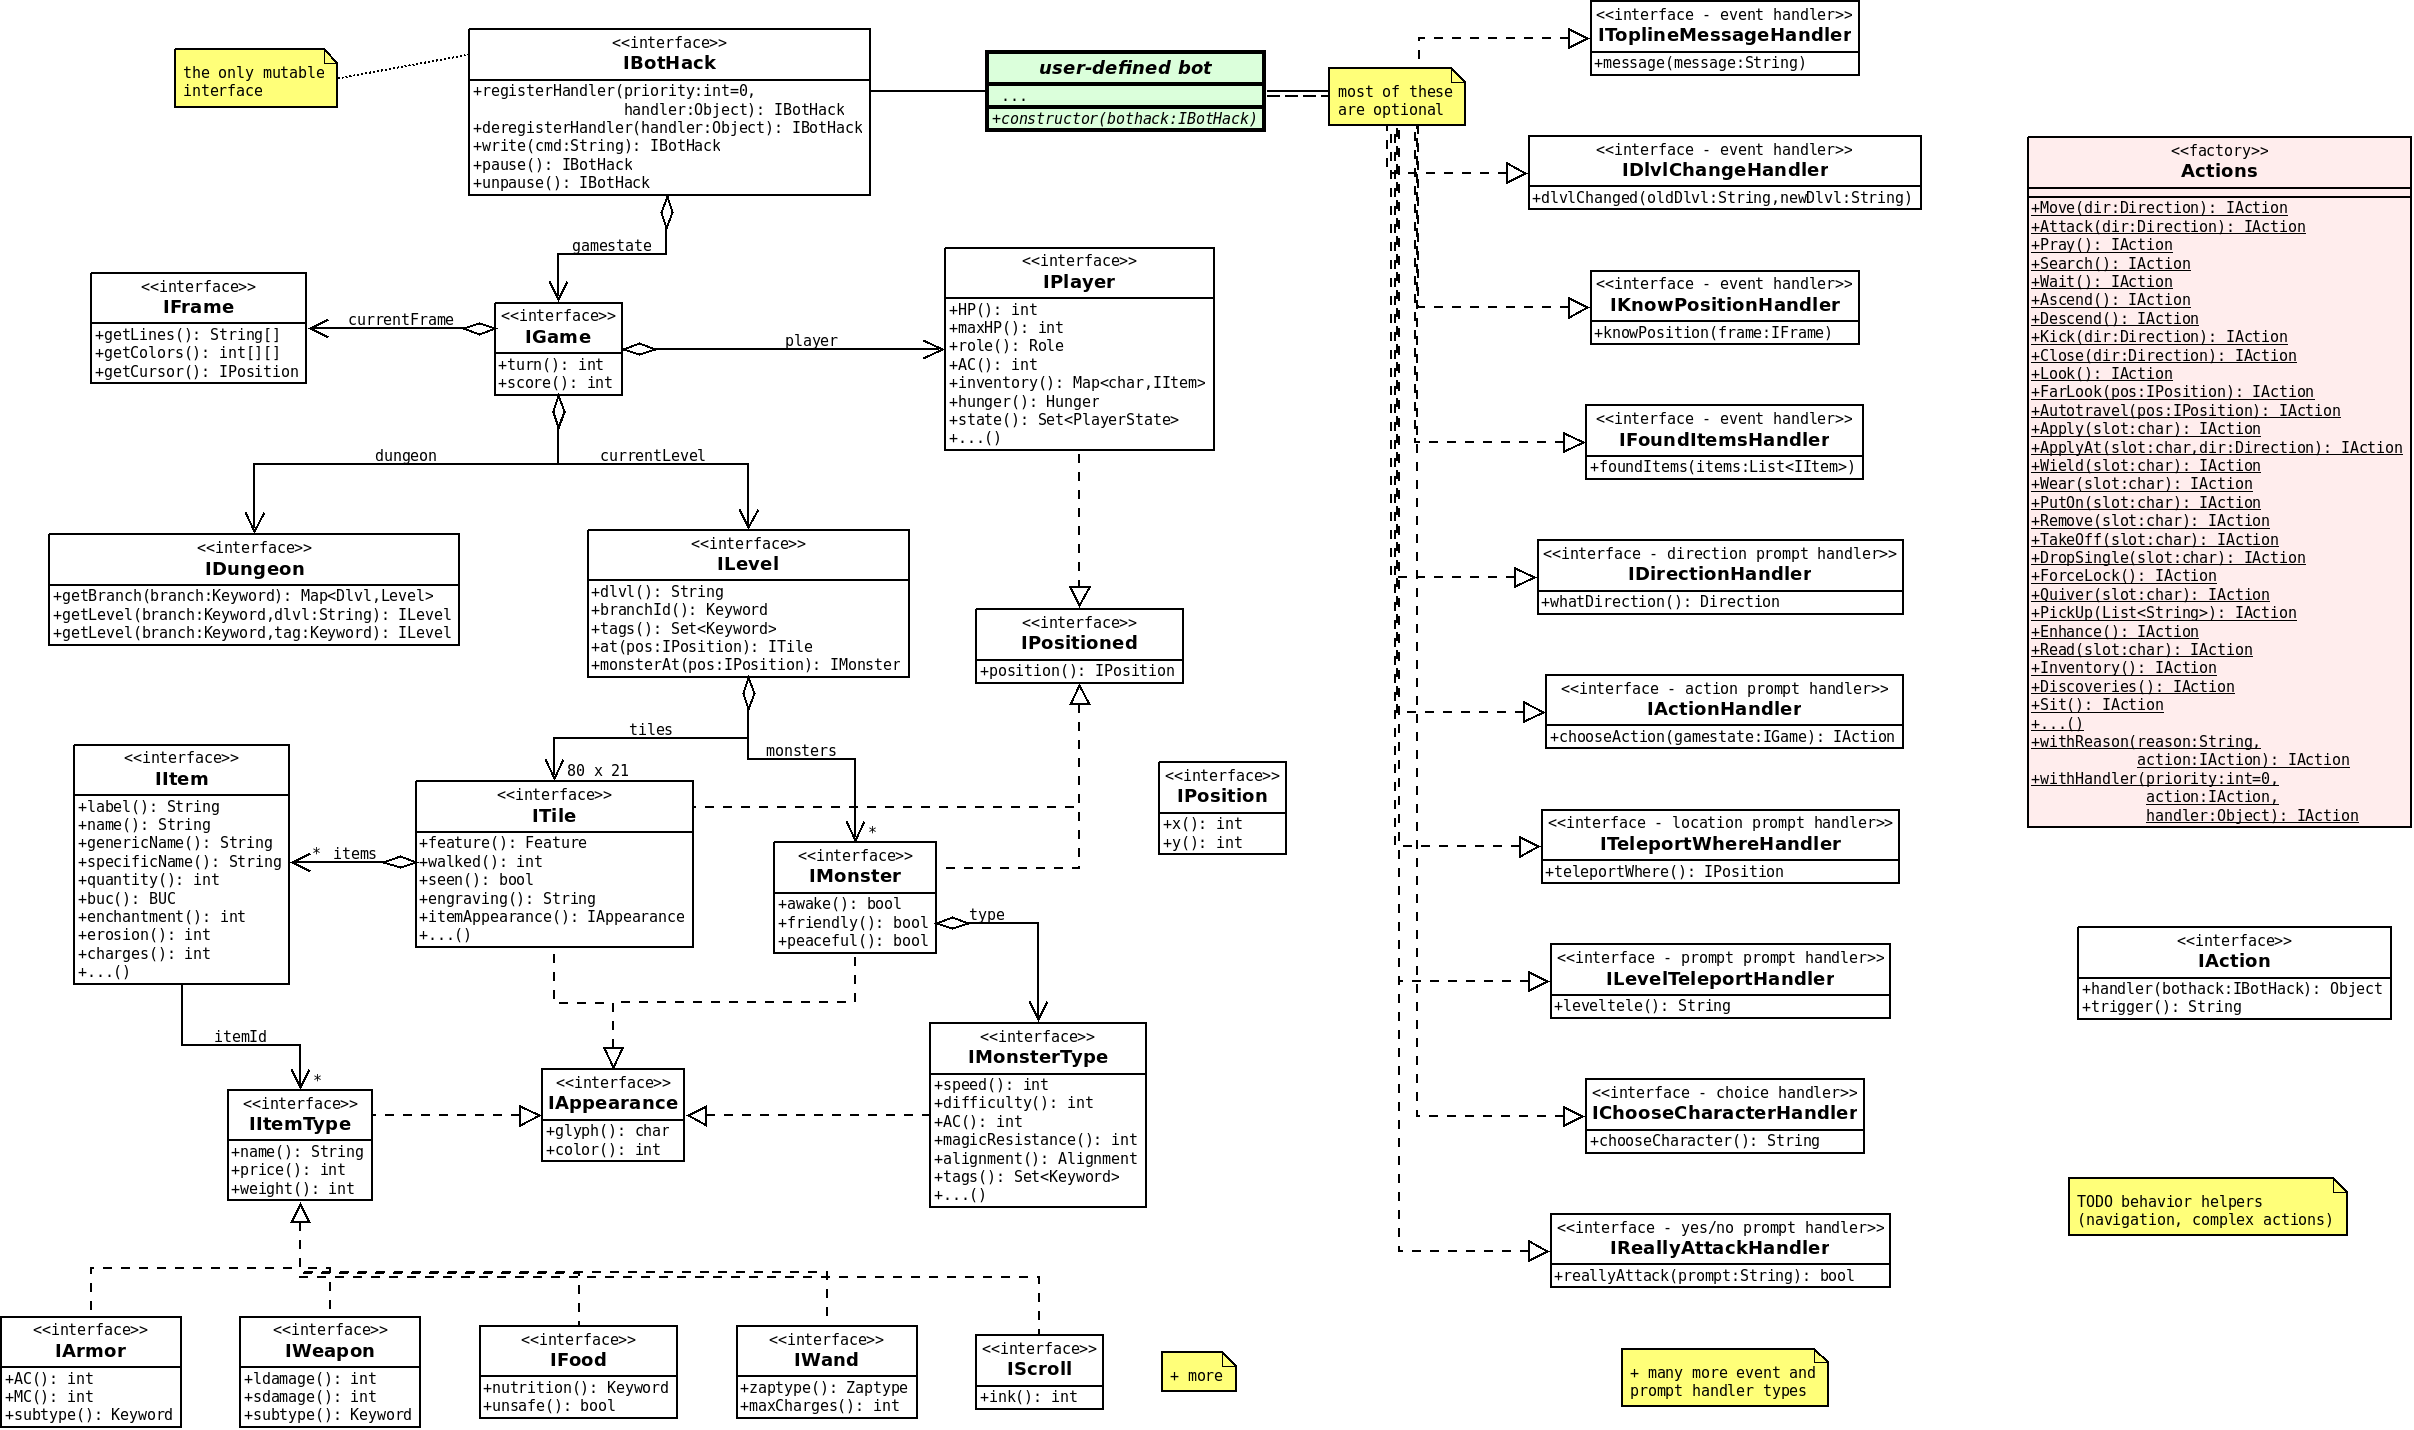 the only mutable
interface
<<interface>>
IBotHack
+registerHandler(priority:int=0,
handler:Object): IBotHack
+deregisterHandler(handler:Object): IBotHack
+write(cmd:String): IBotHack
+pause(): IBotHack
+unpause(): IBotHack
user-defined bot
...
+constructor(bothack:IBotHack)
most of these
are optional
gamestate
<<interface>>
IFrame
+getLines(): String[]
+getColors(): int[][]
+getCursor(): IPosition
currentFrame
<<interface>>
IGame
+turn(): int
+score(): int
player
<<interface>>
IPlayer
+HP(): int
+maxHP(): int
+role(): Role
+AC(): int
+inventory(): Map<char,IItem>
+hunger(): Hunger
+state(): Set<PlayerState>
+...()
dungeon
currentLevel
<<interface>>
IDungeon
+getBranch(branch:Keyword): Map<Dlvl,Level>
+getLevel(branch:Keyword,dlvl:String): ILevel
+getLevel(branch:Keyword,tag:Keyword): ILevel
<<interface>>
ILevel
+dlvl(): String
+branchId(): Keyword
+tags(): Set<Keyword>
+at(pos:IPosition): ITile
+monsterAt(pos:IPosition): IMonster
<<interface>>
IPositioned
+position(): IPosition
tiles
monsters
80 x 21
*
<<interface>>
IItem
+label(): String
+name(): String
+genericName(): String
+specificName(): String
+quantity(): int
+buc(): BUC
+enchantment(): int
+erosion(): int
+charges(): int
+...()
* items
<<interface>>
ITile
+feature(): Feature
+walked(): int
+seen(): bool
+engraving(): String
+itemAppearance(): IAppearance
+...()
<<interface>>
IMonster
+awake(): bool
+friendly(): bool
+peaceful(): bool
type
<<interface>>
IPosition
+x(): int
+y(): int
itemId
*
<<interface>>
IItemType
+name(): String
+price(): int
+weight(): int
<<interface>>
IAppearance
+glyph(): char
+color(): int
<<interface>>
IMonsterType
+speed(): int
+difficulty(): int
+AC(): int
+magicResistance(): int
+alignment(): Alignment
+tags(): Set<Keyword>
+...()
<<interface>>
IArmor
+AC(): int
+MC(): int
+subtype(): Keyword
<<interface>>
IWeapon
+ldamage(): int
+sdamage(): int
+subtype(): Keyword
<<interface>>
IFood
+nutrition(): Keyword
+unsafe(): bool
<<interface>>
IWand
+zaptype(): Zaptype
+maxCharges(): int
<<interface>>
IScroll
+ink(): int
+ more
<<interface - event handler>>
IToplineMessageHandler
+message(message:String)
<<interface - event handler>>
IDlvlChangeHandler
+dlvlChanged(oldDlvl:String,newDlvl:String)
<<interface - event handler>>
IKnowPositionHandler
+knowPosition(frame:IFrame)
<<interface - event handler>>
IFoundItemsHandler
+foundItems(items:List<IItem>)
<<interface - direction prompt handler>>
IDirectionHandler
+whatDirection(): Direction
<<interface - action prompt handler>>
IActionHandler
+chooseAction(gamestate:IGame): IAction
<<interface - location prompt handler>>
ITeleportWhereHandler
+teleportWhere(): IPosition
<<interface - prompt prompt handler>>
ILevelTeleportHandler
+leveltele(): String
<<interface - choice handler>>
IChooseCharacterHandler
+chooseCharacter(): String
<<interface - yes/no prompt handler>>
IReallyAttackHandler
+reallyAttack(prompt:String): bool
+ many more event and
prompt handler types
<<factory>>
Actions
+Move(dir:Direction): IAction
+Attack(dir:Direction): IAction
+Pray(): IAction
+Search(): IAction
+Wait(): IAction
+Ascend(): IAction
+Descend(): IAction
+Kick(dir:Direction): IAction
+Close(dir:Direction): IAction
+Look(): IAction
+FarLook(pos:IPosition): IAction
+Autotravel(pos:IPosition): IAction
+Apply(slot:char): IAction
+ApplyAt(slot:char,dir:Direction): IAction
+Wield(slot:char): IAction
+Wear(slot:char): IAction
+PutOn(slot:char): IAction
+Remove(slot:char): IAction
+TakeOff(slot:char): IAction
+DropSingle(slot:char): IAction
+ForceLock(): IAction
+Quiver(slot:char): IAction
+PickUp(List<String>): IAction
+Enhance(): IAction
+Read(slot:char): IAction
+Inventory(): IAction
+Discoveries(): IAction
+Sit(): IAction
+...()
+withReason(reason:String,
action:IAction): IAction
+withHandler(priority:int=0,
action:IAction,
handler:Object): IAction
<<interface>>
IAction
+handler(bothack:IBotHack): Object
+trigger(): String
TODO behavior helpers
(navigation, complex actions)